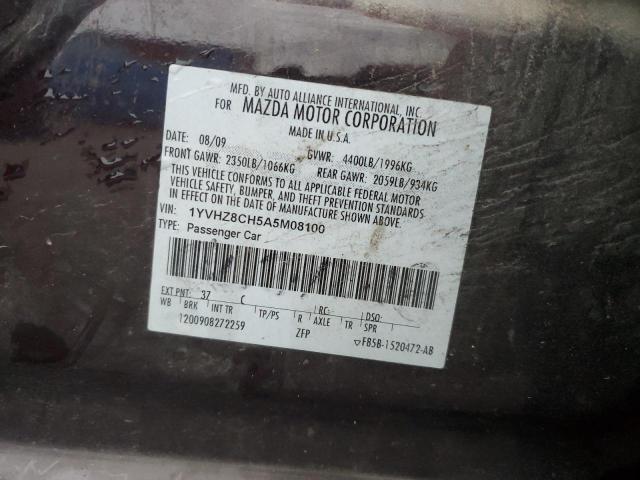 MFD. BY AUTO ALLIANCE INTERNATIONAL, INC.
FOR MAZDA MOTOR CORPORATION
MADE IN U.S.A.
DATE: 08/09 GVWR: 4400LB/1996KG
FRONT GAWR: 2350LB/1066KG REAR GAWR: 2059LB/934KG
THIS VEHICLE CONFORMS TO ALL APPLICABLE FEDERAL MOTOR
VEHICLE SAFETY, BUMPER, AND THEFT PREVENTION STANDARDS
IN EFFECT ON THE DATE OF MANUFACTURE SHOWN ABOVE.
VIN: 1YVHZ8CH5A5M08100
TYPE: Passenger Car
EXT PNT: 37 C RC: DSO:
WB BRK INT TR TP/PS R AXLE TR SPR
1200908272259 ZFP F85B-1520472-AB